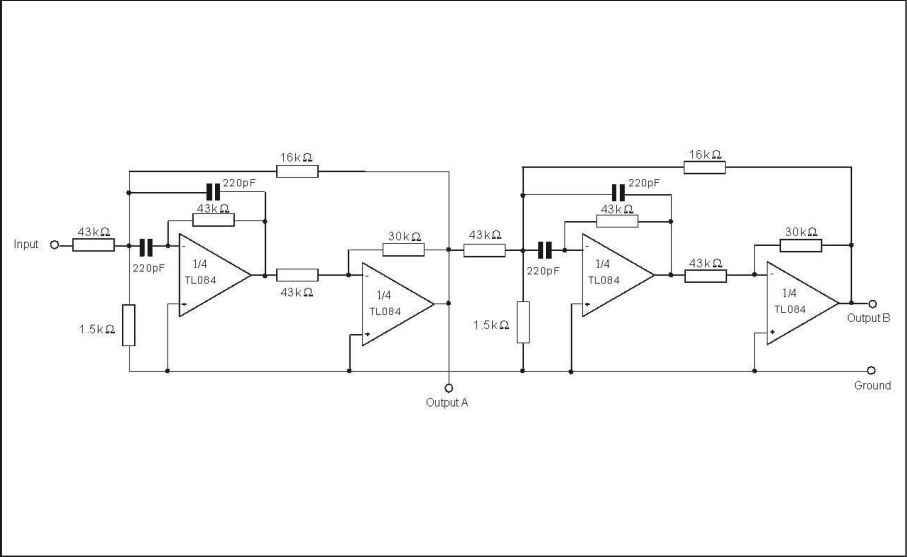 16kΩ
16kΩ
220pF
220pF
43kΩ
43kΩ
43kΩ
30kΩ
43kΩ
30kΩ
Input
220pF
1/4
TL084
220pF
1/4
TL084
43kΩ
43kΩ
1/4
TL084
1/4
TL084
1.5kΩ
1.5kΩ
Output B
Ground
Output A
-
+
-
+
-
+
-
+